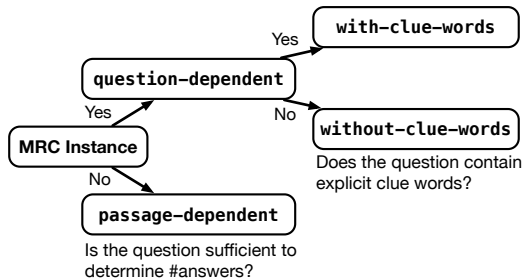 with-clue-words
Yes
question-dependent
Yes
No
without-clue-words
MRC Instance
Does the question contain
explicit clue words?
No
passage-dependent
Is the question sufficient to
determine #answers?